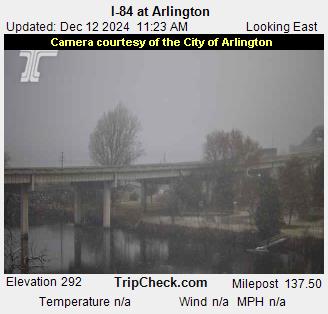 I-84 at Arlington
Updated: Dec 12 2024 11:23 AM Looking East
Camera courtesy of the City of Arlington
Elevation 292 TripCheck.com Milepost 137.50
Temperature n/a Wind n/a MPH n/a